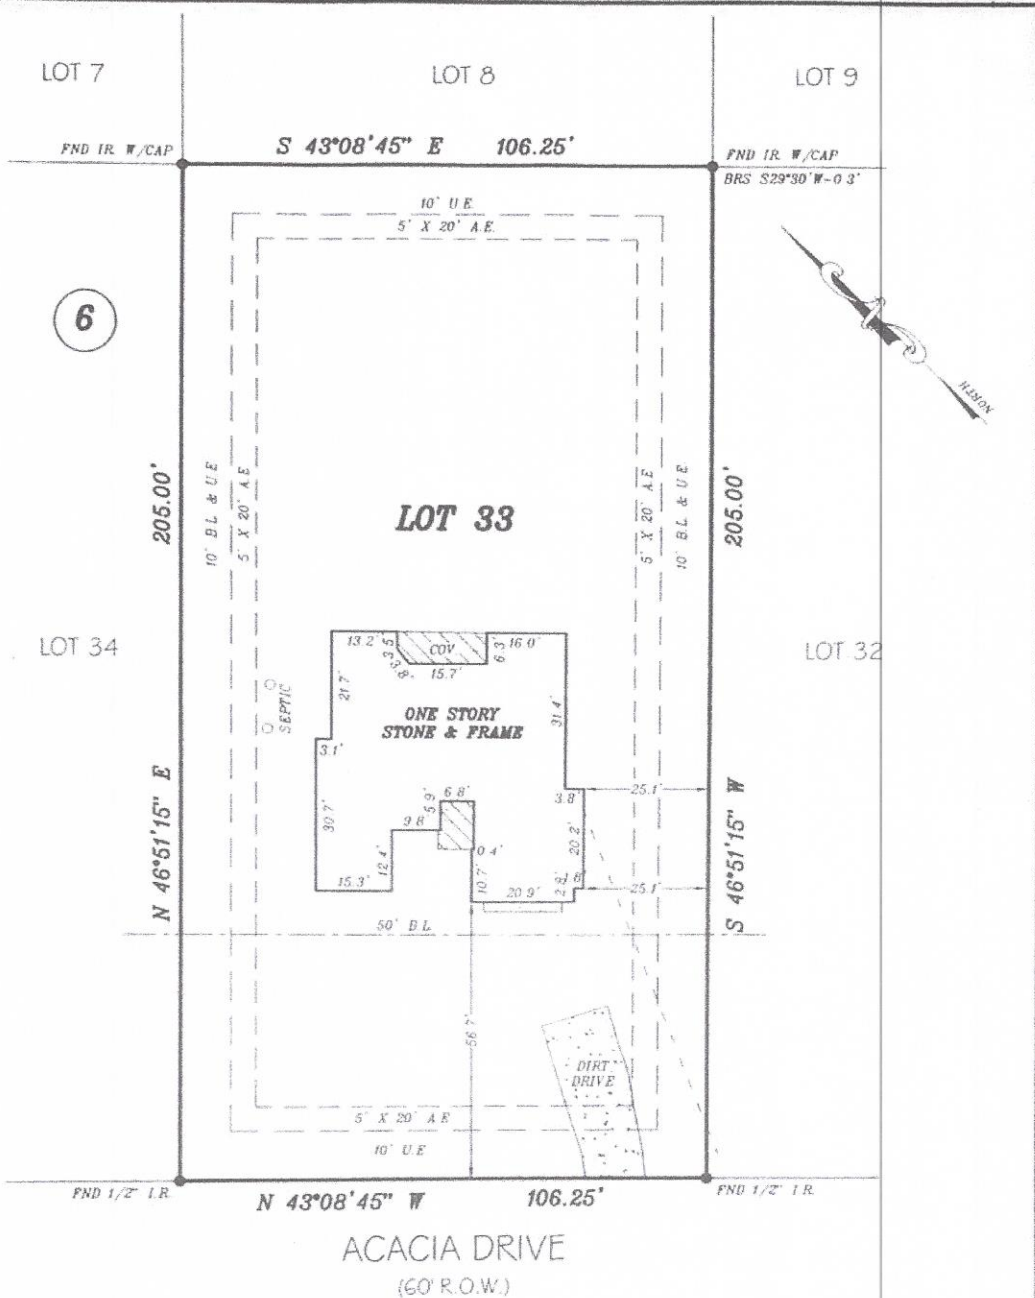 LOT 7
LOT 8
LOT 9
FND IR W/CAP
S 43°08'45" E 106.25'
FND IR W/CAP
BRS S29°30'W-0 3'
10' U E.
5' X 20' A.E.
6
NORTH
205.00'
10' B.L & U E
5' X 20' A.E
LOT 33
5' X 20' A.E
10' B.L & U E.
205.00'
LOT 34
LOT 32
13.2'
3.5'
COV
6.3'
16.0'
3.8'
15.7'
21.7'
SEPTIC
ONE STORY
STONE & FRAME
31.4'
3.1'
3.8'
25.1'
6.8'
5.9'
9.8'
30.7'
20.2'
0.4'
12.4'
15.3'
10.7'
20.9'
2.8'
1.8'
25.1'
N 46°51'15" E
S 46°51'15" W
50' B L
56.7'
DIRT
DRIVE
5' X 20' A E
10' U.E
FND 1/2" I.R.
N 43°08'45" W 106.25'
FND 1/2" I R.
ACACIA DRIVE
(60' R.O.W.)